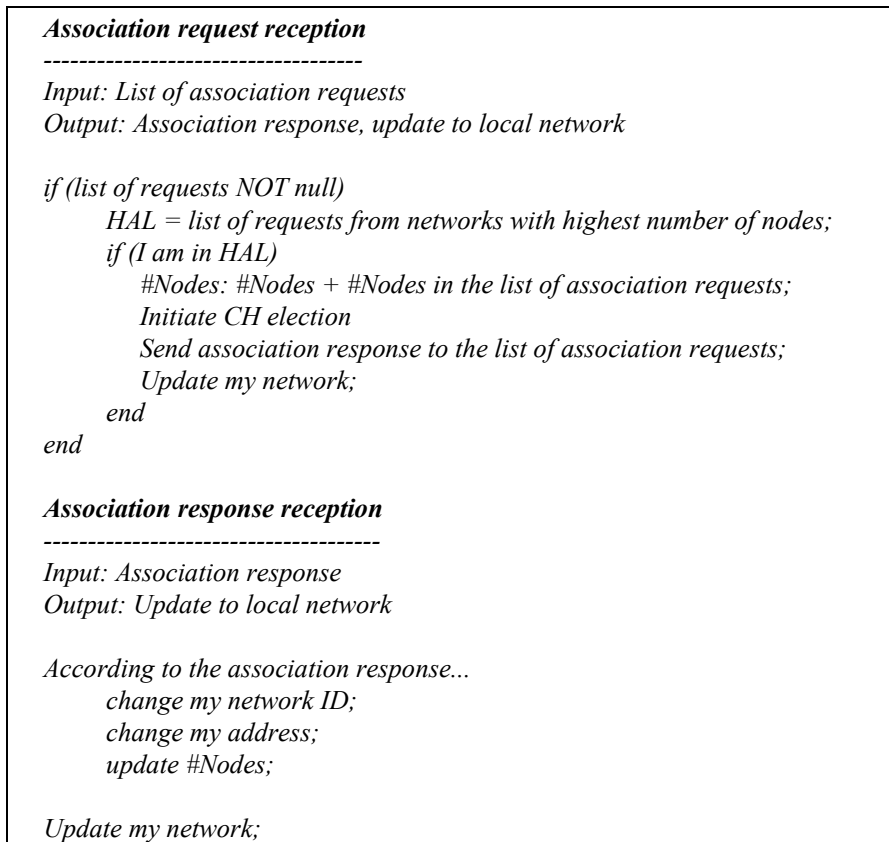 Association request reception
------------------------------------
Input: List of association requests
Output: Association response, update to local network
if (list of requests NOT null)
HAL = list of requests from networks with highest number of nodes;
if (I am in HAL)
#Nodes: #Nodes + #Nodes in the list of association requests;
Initiate CH election
Send association response to the list of association requests;
Update my network;
end
end
Association response reception
--------------------------------------
Input: Association response
Output: Update to local network
According to the association response...
change my network ID;
change my address;
update #Nodes;
Update my network;